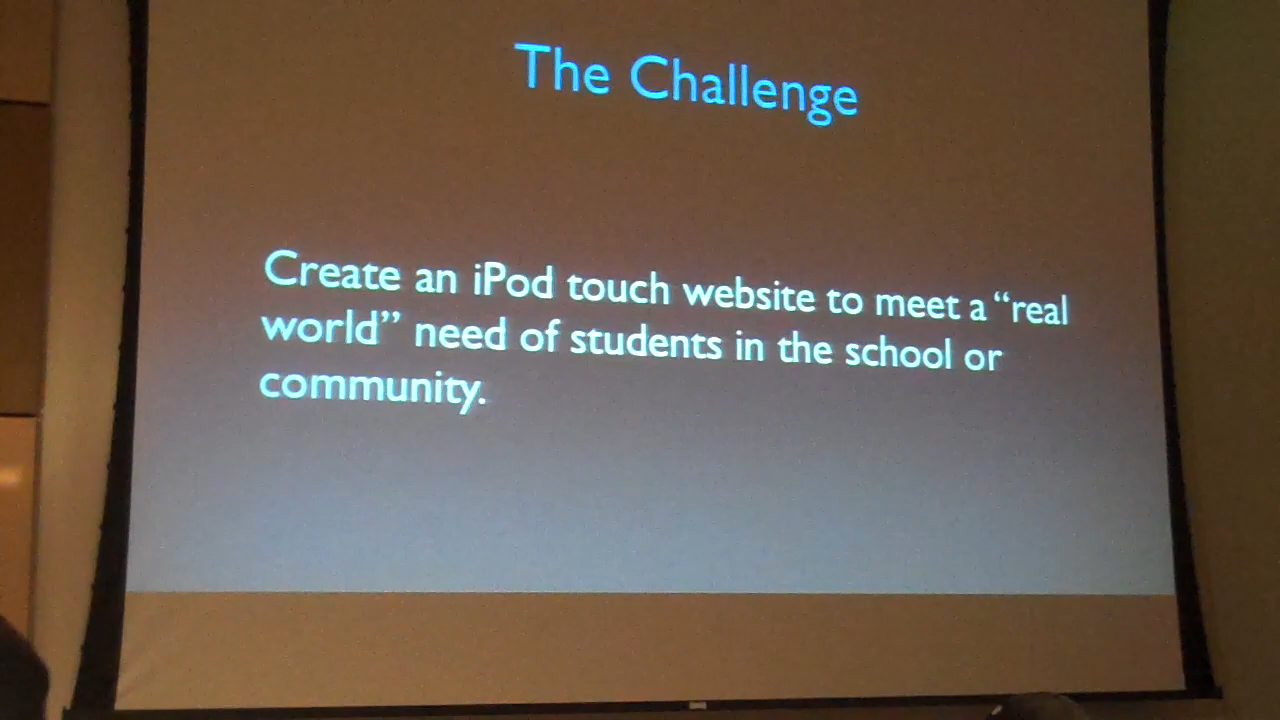 The Challenge
Create an iPod touch website to meet a “real
world” need of students in the school or
community.